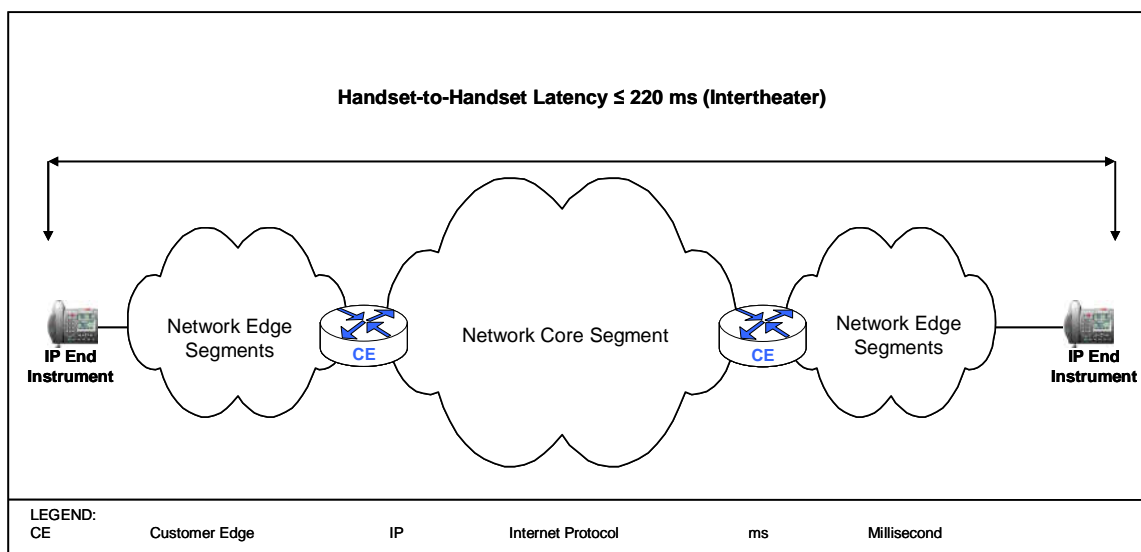 Handset-to-Handset Latency ≤ 220 ms (Intertheater)
Network Edge
Segments
CE
Network Core Segment
CE
Network Edge
Segments
IP End
Instrument
IP End
Instrument
LEGEND:
CE Customer Edge IP Internet Protocol ms Millisecond